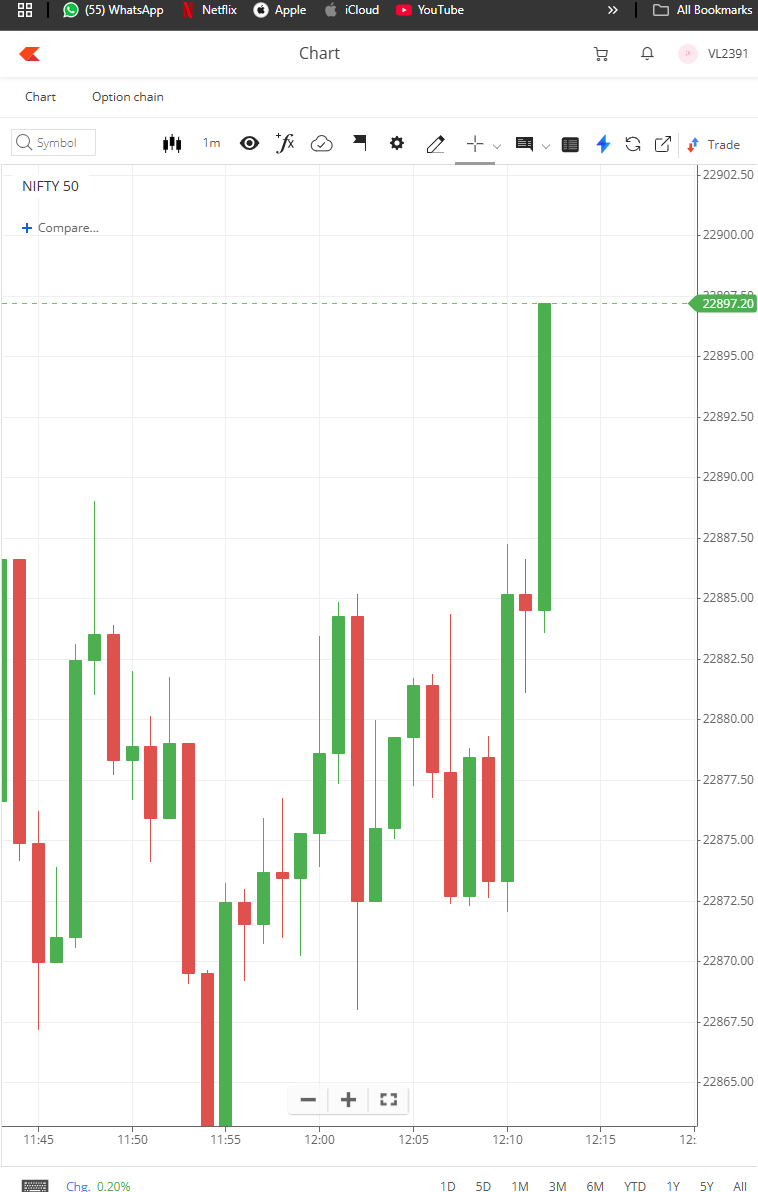 (55) WhatsApp Netflix Apple iCloud YouTube » All Bookmarks
Chart VL2391
Chart Option chain
Symbol 1m fx Trade
NIFTY 50
+ Compare...
22902.50
22900.00
22897.20
22895.00
22892.50
22890.00
22887.50
22885.00
22882.50
22880.00
22877.50
22875.00
22872.50
22870.00
22867.50
22865.00
11:45 11:50 11:55 12:00 12:05 12:10 12:15 12:
Chg. 0.20% 1D 5D 1M 3M 6M YTD 1Y 5Y All